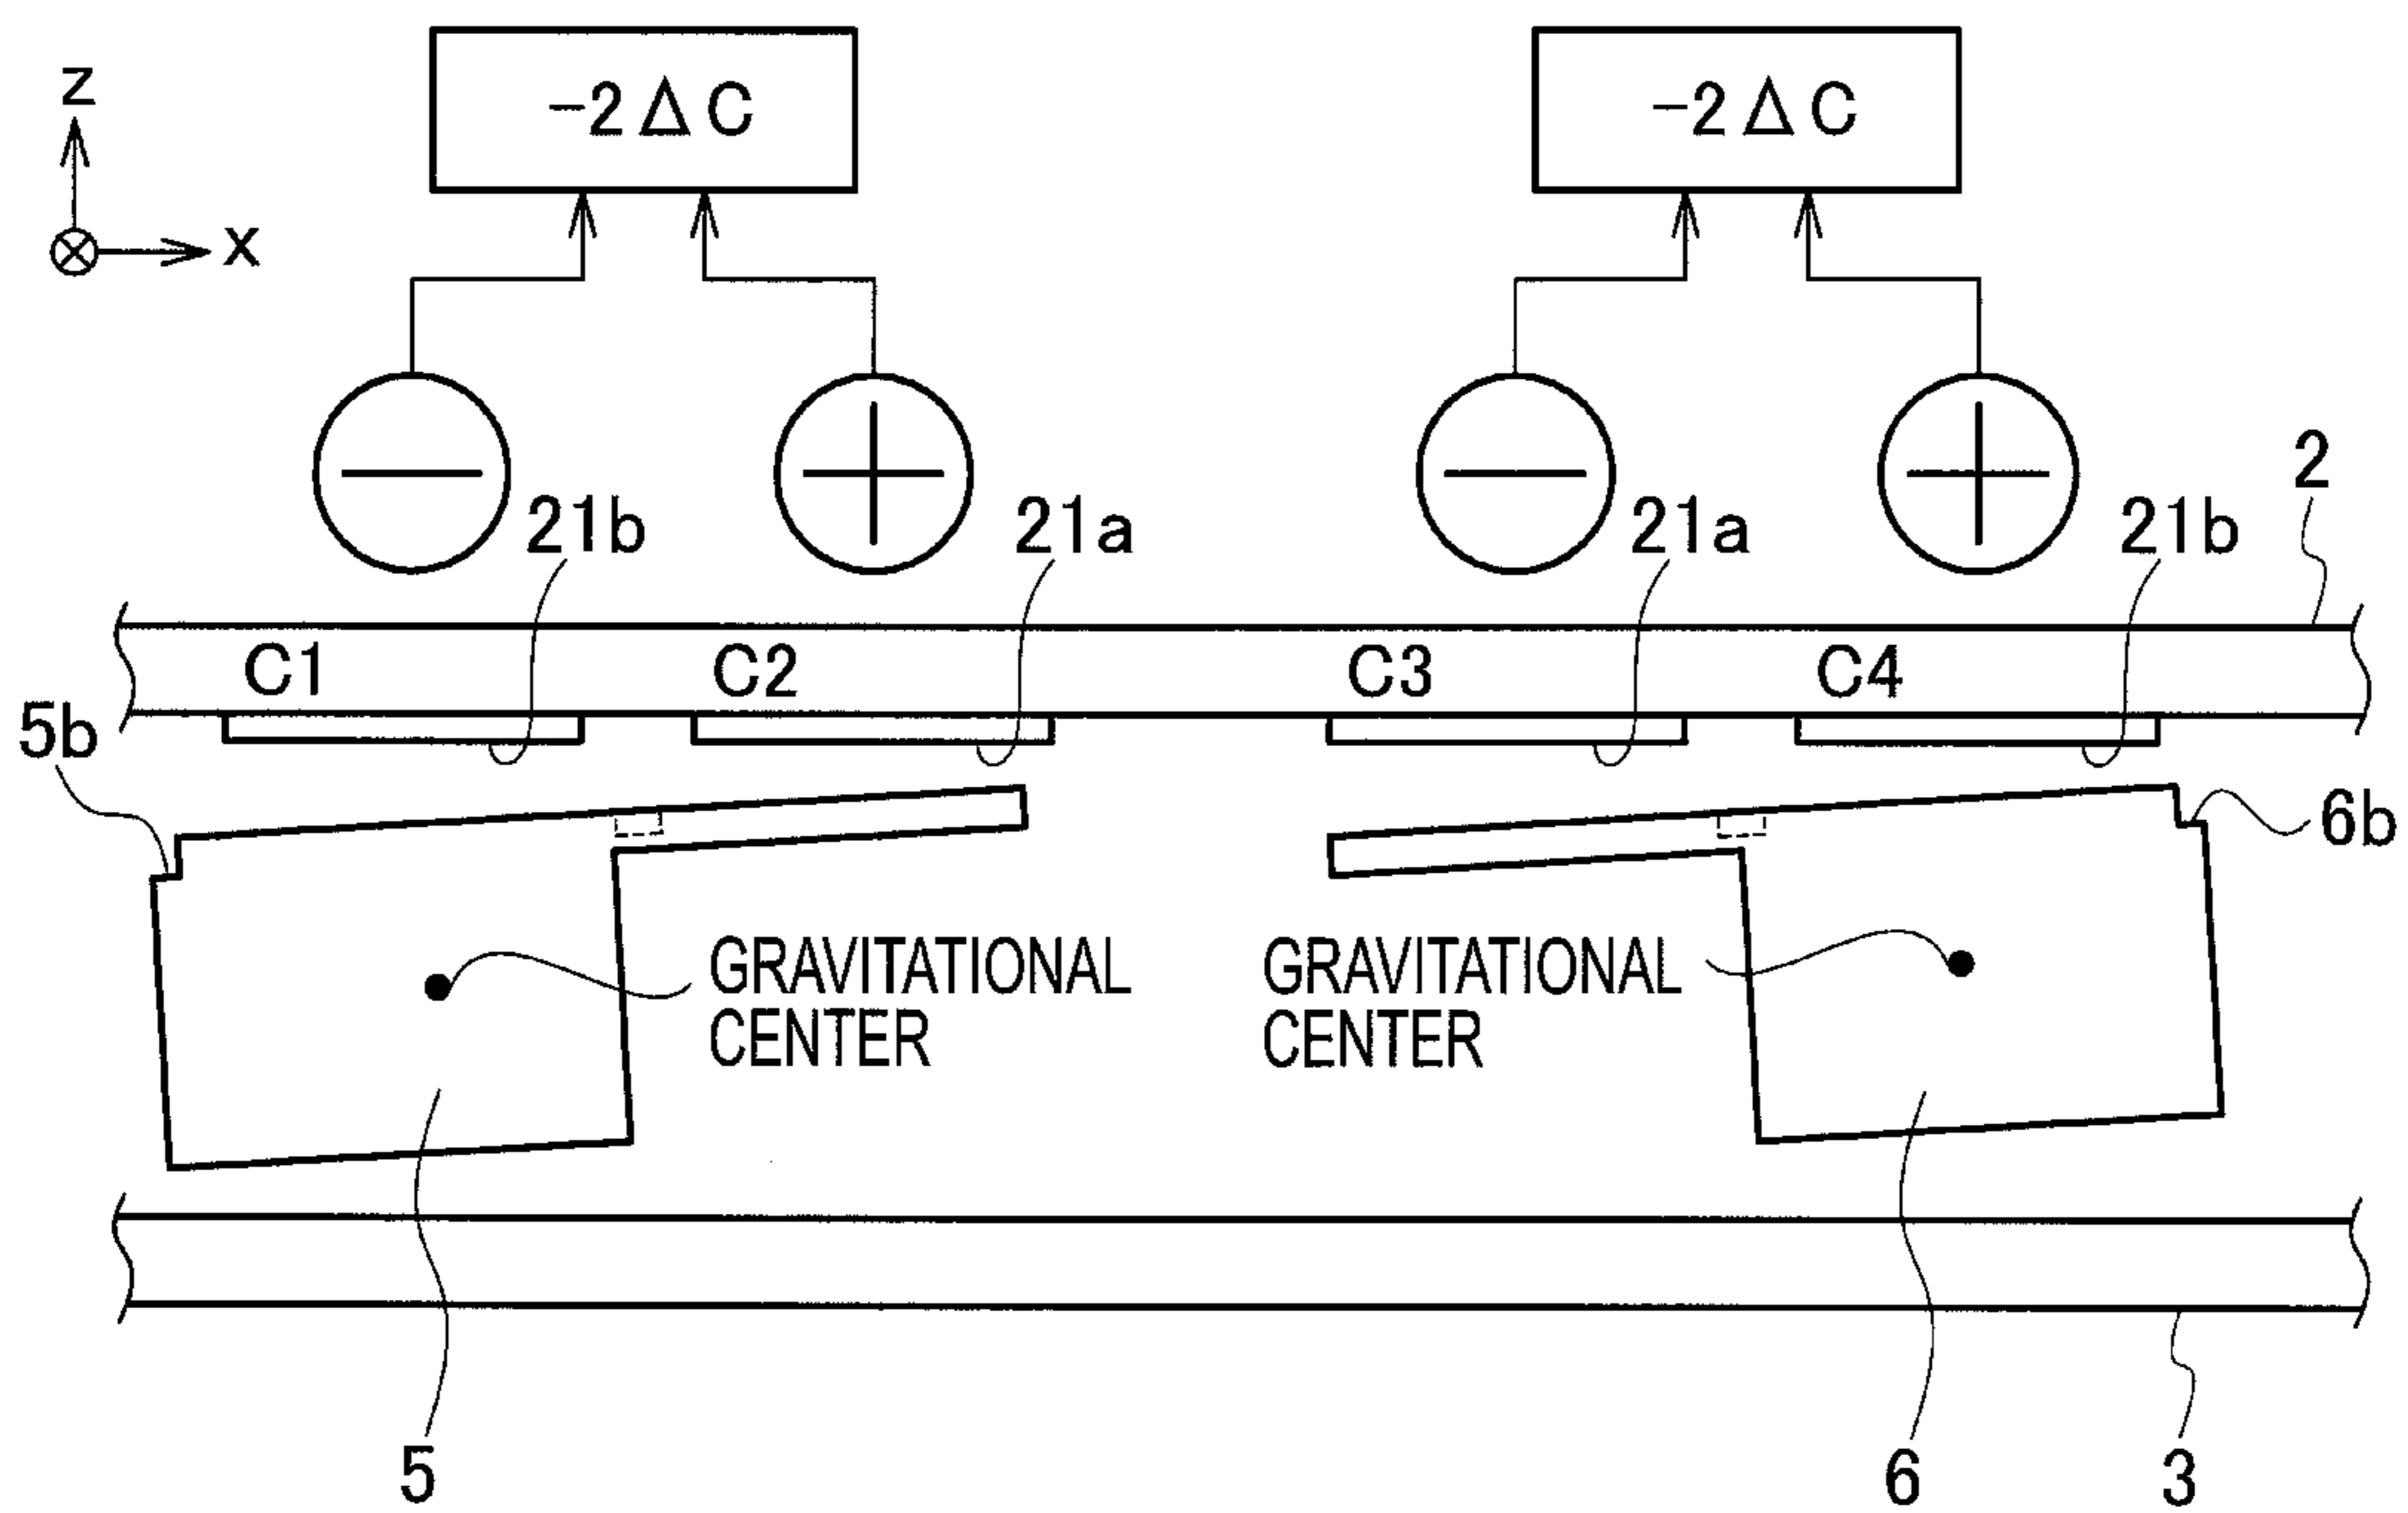 -2ΔC
-2ΔC
z
x
21b
21a
21a
21b
2
C1
C2
C3
C4
5b
6b
GRAVITATIONAL
CENTER
GRAVITATIONAL
CENTER
5
6
3